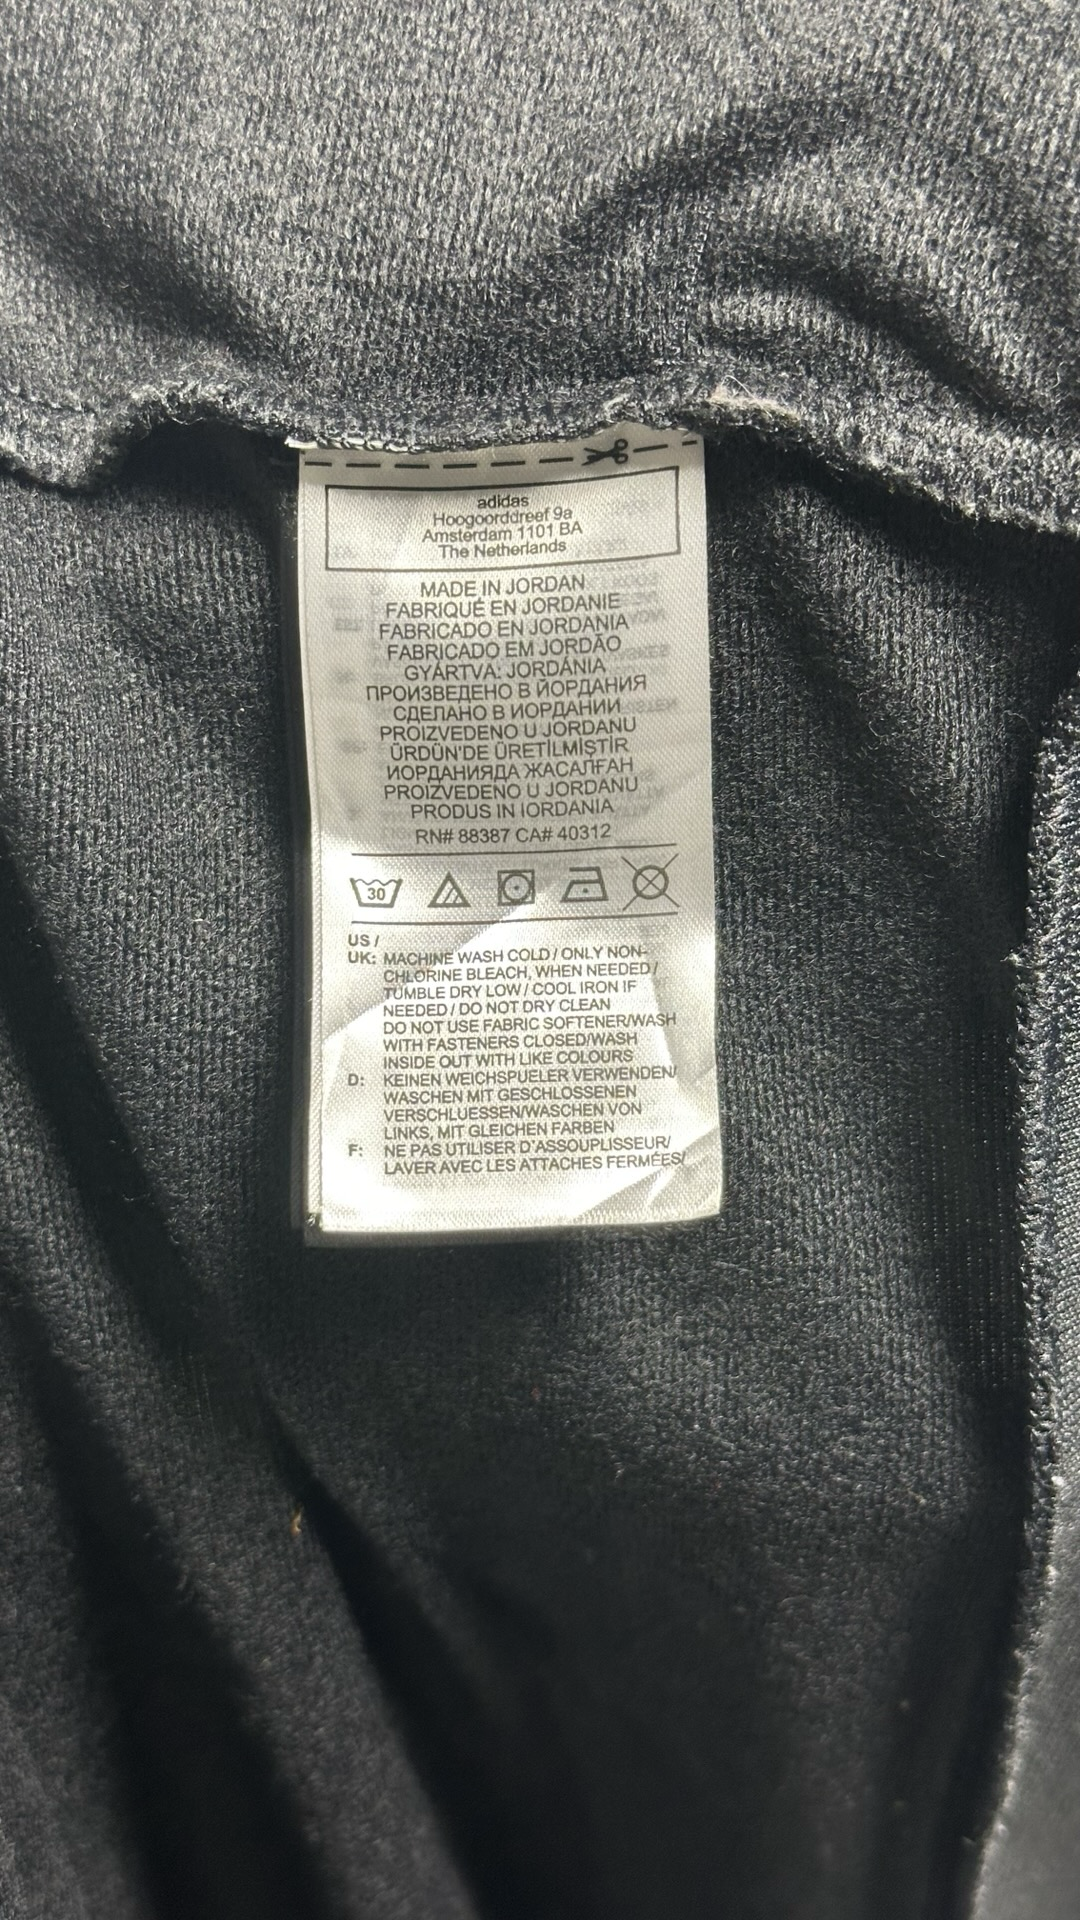 adidas
Hoogoorddreef 9a
Amsterdam 1101 BA
The Netherlands
MADE IN JORDAN
FABRIQUÉ EN JORDANIE
FABRICADO EN JORDANIA
FABRICADO EM JORDÃO
GYÁRTVA: JORDÁNIA
ПРОИЗВЕДЕНО В ЙОРДАНИЯ
СДЕЛАНО В ИОРДАНИИ
PROIZVEDENO U JORDANU
ÜRDÜN'DE ÜRETİLMİŞTİR
ИОРДАНИЯДА ЖАСАЛҒАН
PROIZVEDENO U JORDANU
PRODUS IN IORDANIA
RN# 88387 CA# 40312
30
US /
UK: MACHINE WASH COLD / ONLY NON-
CHLORINE BLEACH, WHEN NEEDED /
TUMBLE DRY LOW / COOL IRON IF
NEEDED / DO NOT DRY CLEAN
DO NOT USE FABRIC SOFTENER/WASH
WITH FASTENERS CLOSED/WASH
INSIDE OUT WITH LIKE COLOURS
D: KEINEN WEICHSPUELER VERWENDEN/
WASCHEN MIT GESCHLOSSENEN
VERSCHLUESSEN/WASCHEN VON
LINKS, MIT GLEICHEN FARBEN
F: NE PAS UTILISER D'ASSOUPLISSEUR/
LAVER AVEC LES ATTACHES FERMÉES/